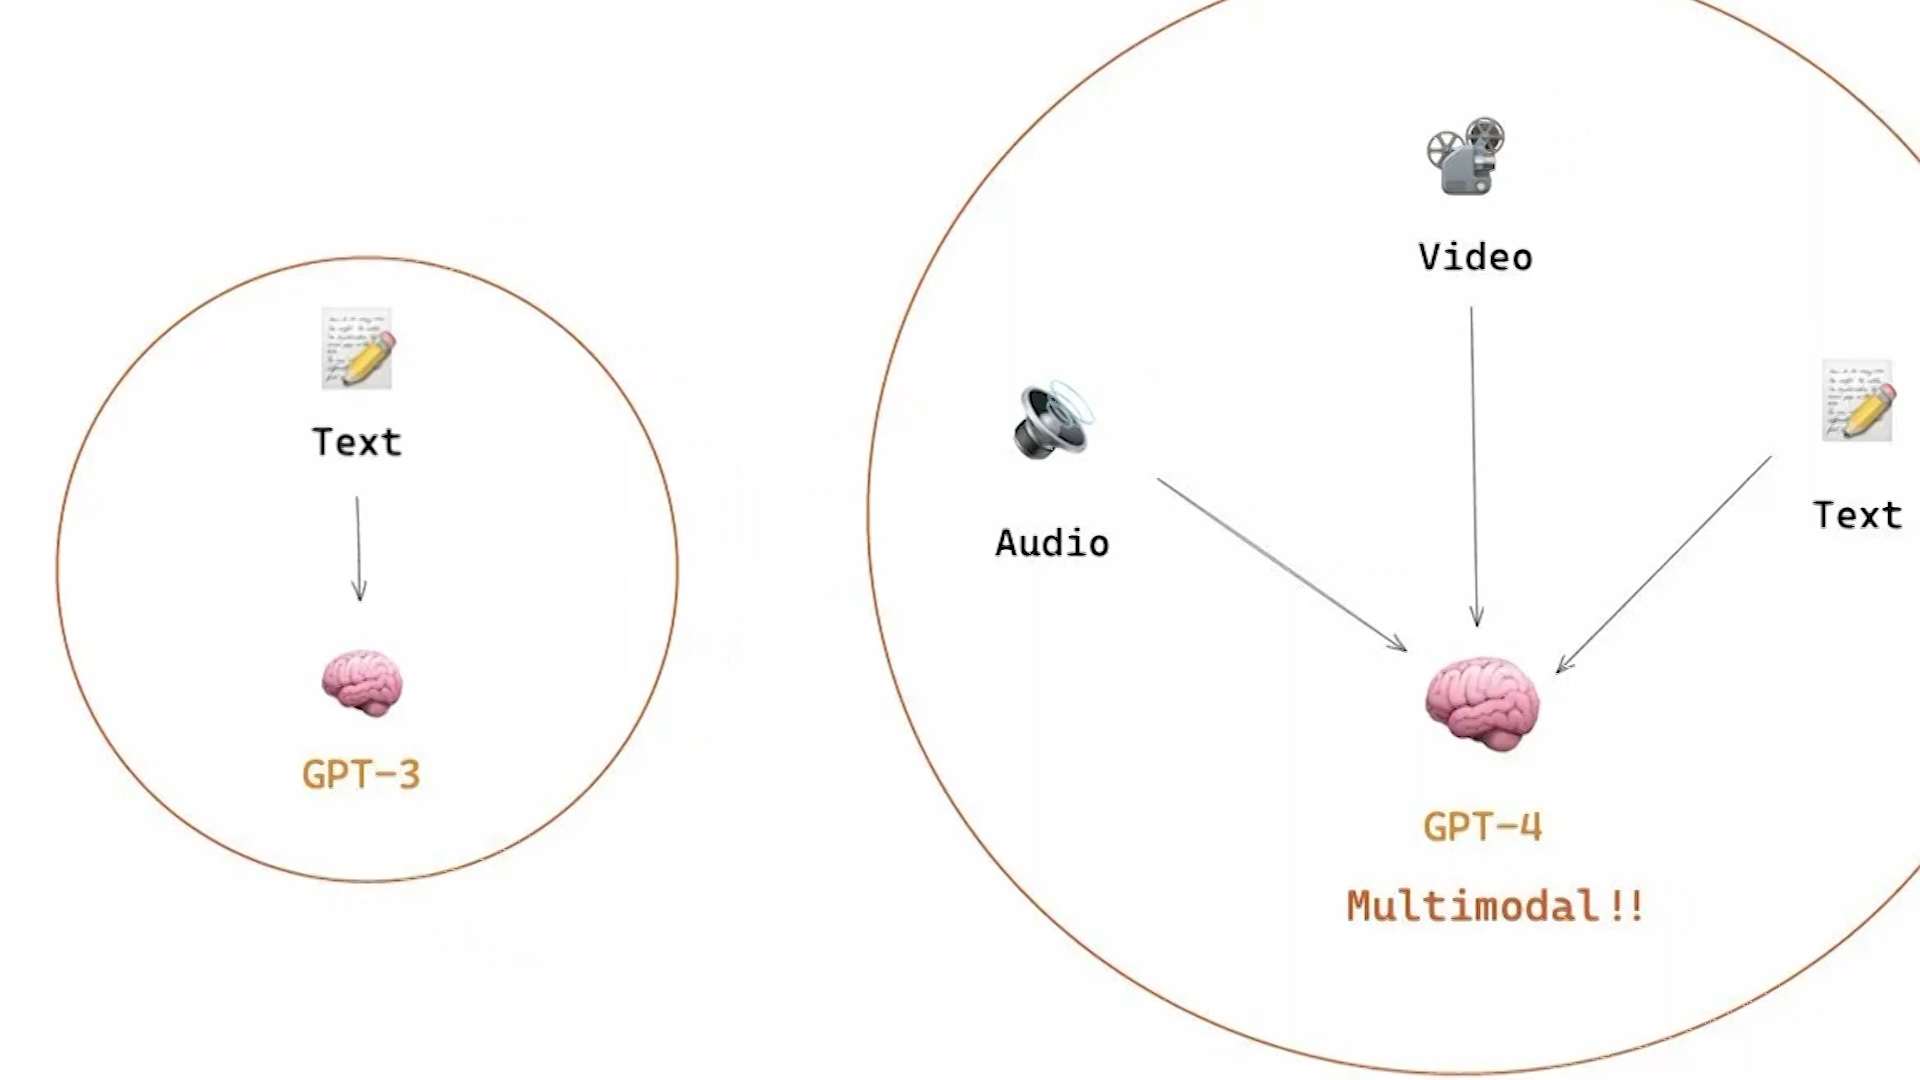 Text
GPT-3
Video
Audio
Text
GPT-4
Multimodal!!